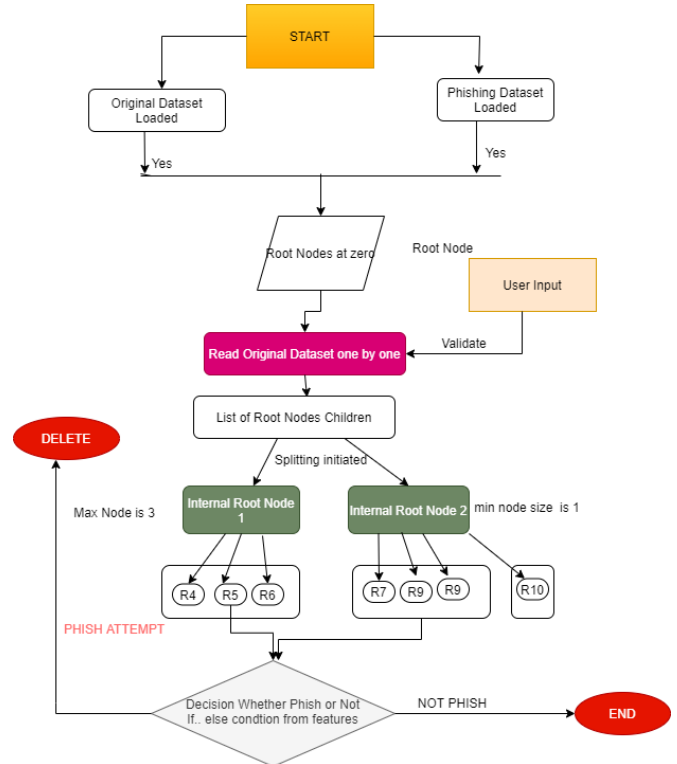 START
Original Dataset
Loaded
Phishing Dataset
Loaded
Yes
Yes
Root Nodes at zero
Root Node
User Input
Read Original Dataset one by one
Validate
List of Root Nodes Children
DELETE
Splitting initiated
Max Node is 3
Internal Root Node
1
Internal Root Node 2
min node size is 1
R4
R5
R6
R7
R9
R9
R10
PHISH ATTEMPT
Decision Whether Phish or Not
If.. else condtion from features
NOT PHISH
END